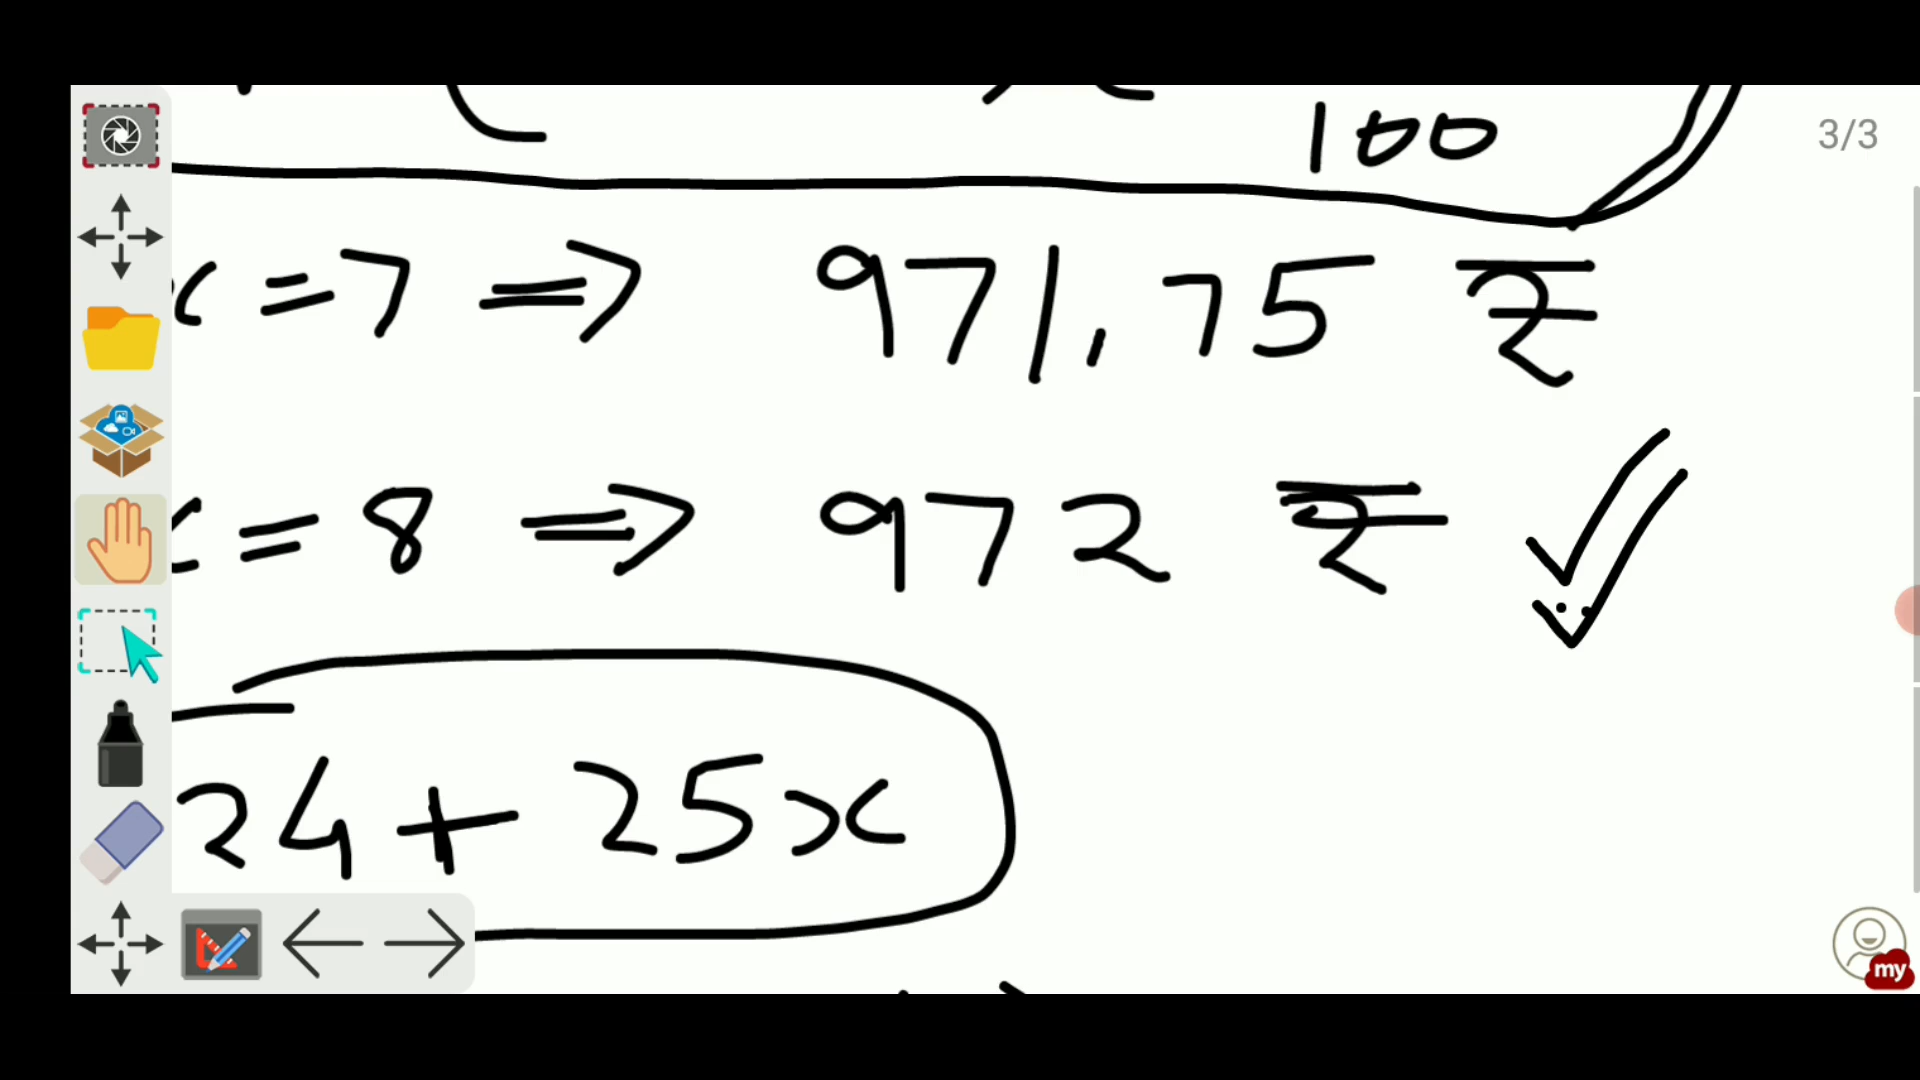 100
3/3
x = 7 ⇒ 971.75 ₹
x = 8 ⇒ 972 ₹
24 + 25x
my